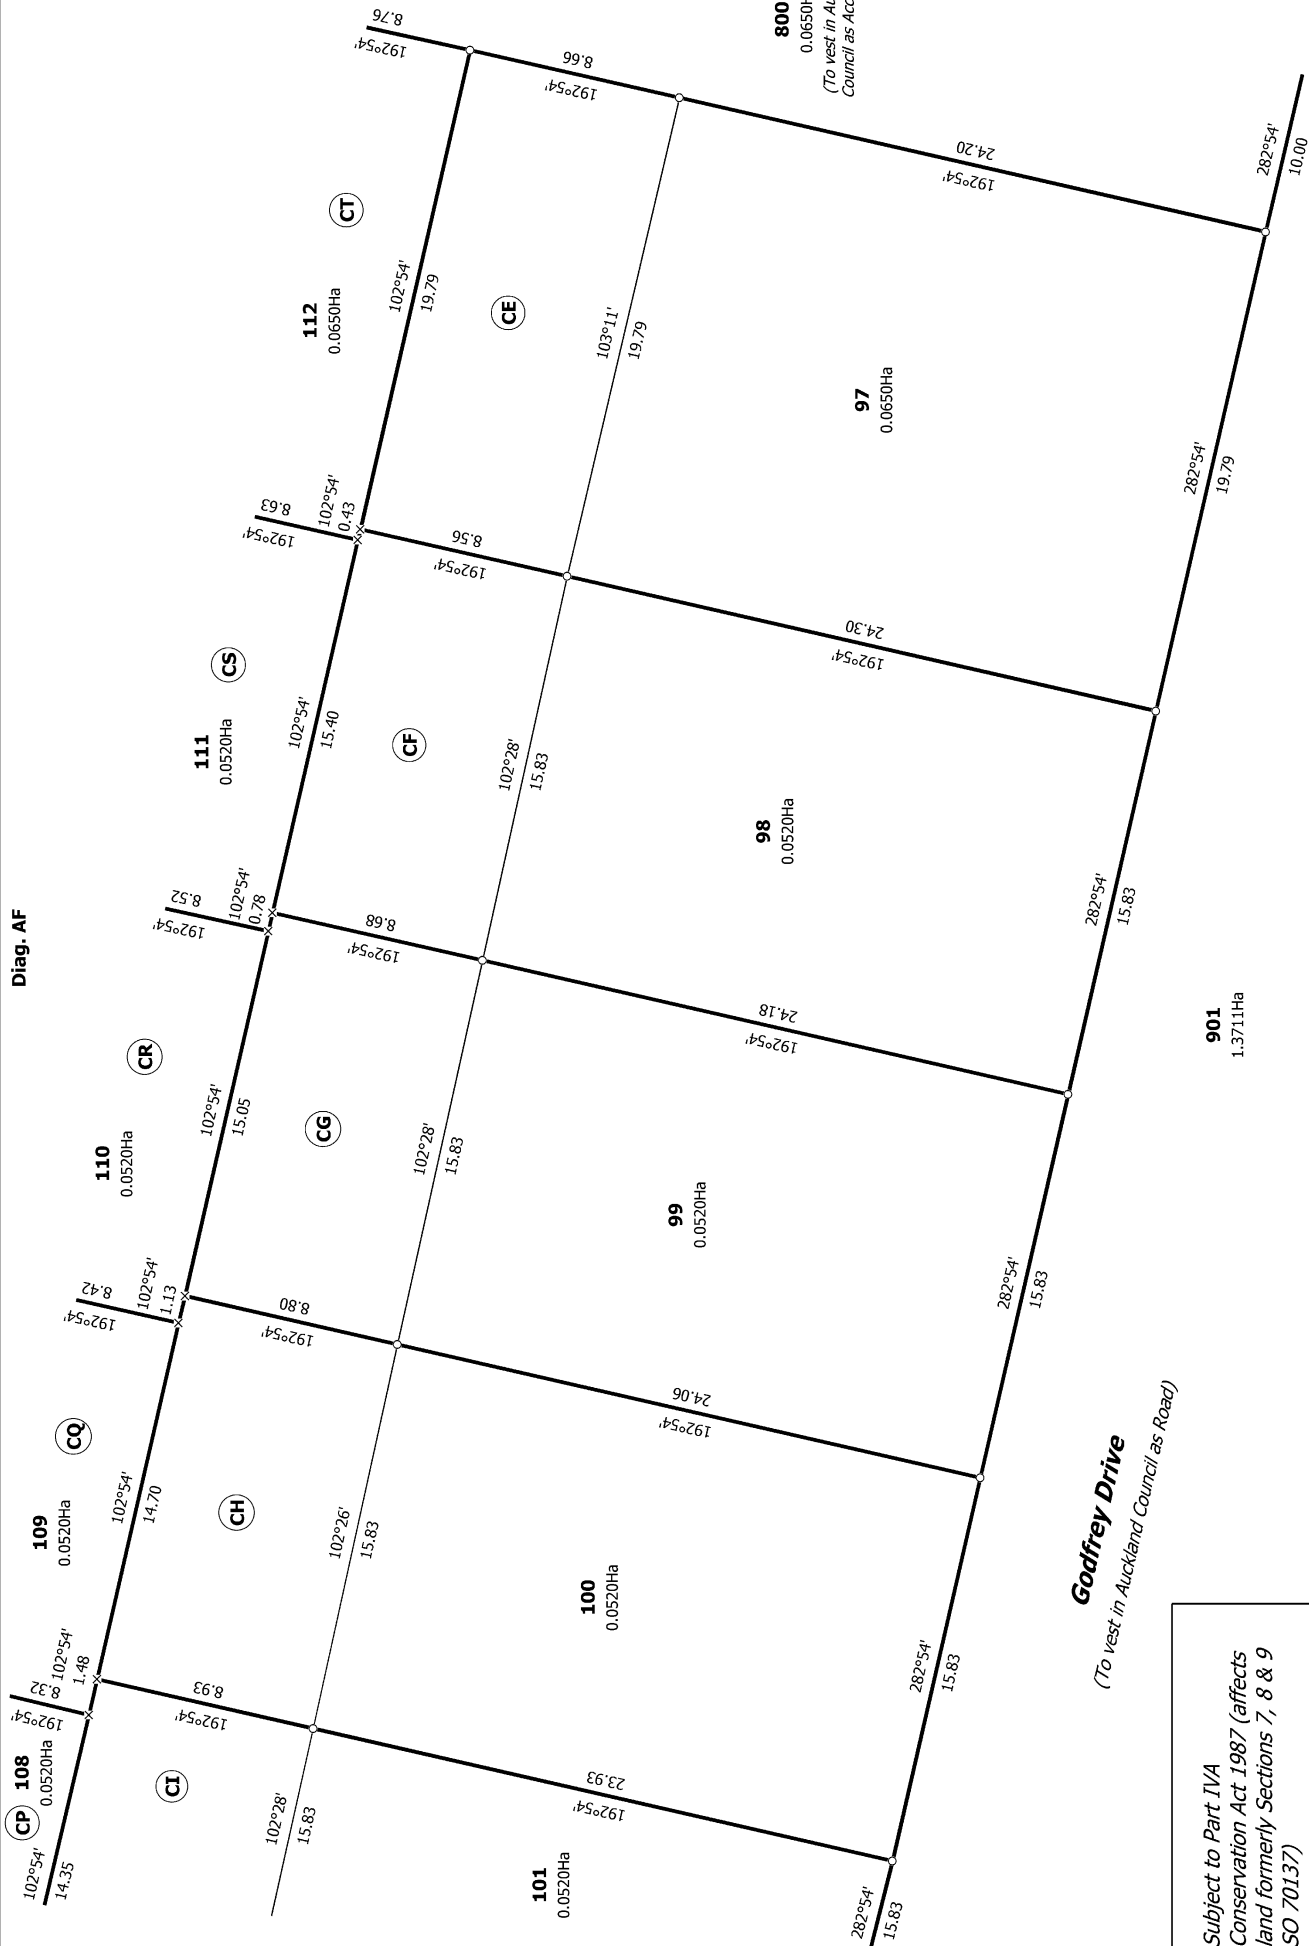 Diag. AF
CP
108
0.0520Ha
102°54'
14.35
192°54'
8.32
102°54'
1.48
109
0.0520Ha
CQ
102°54'
14.70
192°54'
8.42
102°54'
1.13
110
0.0520Ha
CR
102°54'
15.05
192°54'
8.52
102°54'
0.78
111
0.0520Ha
CS
102°54'
15.40
192°54'
8.63
102°54'
0.43
112
0.0650Ha
CT
102°54'
19.79
192°54'
8.76
CI
192°54'
8.93
CH
192°54'
8.80
CG
192°54'
8.68
CF
192°54'
8.56
CE
192°54'
8.66
102°28'
15.83
102°26'
15.83
102°28'
15.83
102°28'
15.83
103°11'
19.79
101
0.0520Ha
192°54'
23.93
100
0.0520Ha
192°54'
24.06
99
0.0520Ha
192°54'
24.18
98
0.0520Ha
192°54'
24.30
97
0.0650Ha
192°54'
24.20
800
0.0650H
(To vest in Au
Council as Acc
282°54'
15.83
282°54'
15.83
282°54'
15.83
282°54'
15.83
282°54'
19.79
282°54'
10.00
901
1.3711Ha
Godfrey Drive
(To vest in Auckland Council as Road)
Subject to Part IVA
Conservation Act 1987 (affects
land formerly Sections 7, 8 & 9
SO 70137)